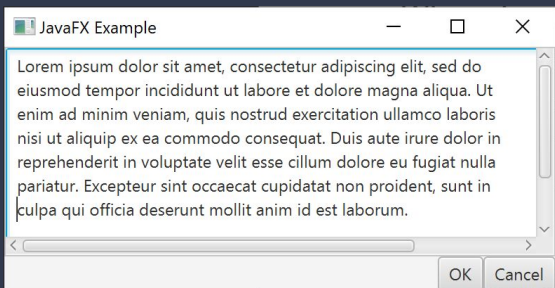 JavaFX Example
Lorem ipsum dolor sit amet, consectetur adipiscing elit, sed do
eiusmod tempor incididunt ut labore et dolore magna aliqua. Ut
enim ad minim veniam, quis nostrud exercitation ullamco laboris
nisi ut aliquip ex ea commodo consequat. Duis aute irure dolor in
reprehenderit in voluptate velit esse cillum dolore eu fugiat nulla
pariatur. Excepteur sint occaecat cupidatat non proident, sunt in
culpa qui officia deserunt mollit anim id est laborum.
OK Cancel